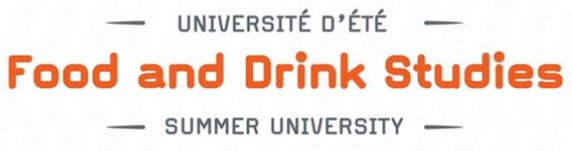 UNIVERSITÉ D'ÉTÉ
Food and Drink Studies
SUMMER UNIVERSITY